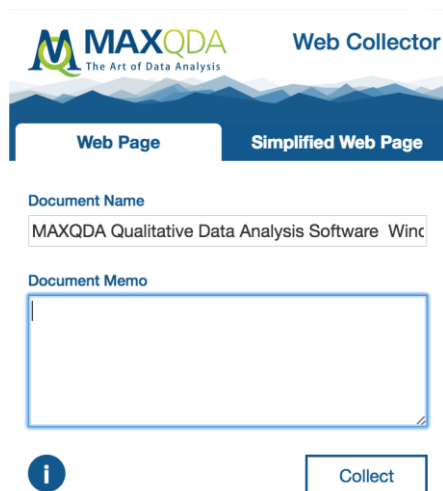 MAXQDA
The Art of Data Analysis
Web Collector
Web Page
Simplified Web Page
Document Name
MAXQDA Qualitative Data Analysis Software Winc
Document Memo
i
Collect